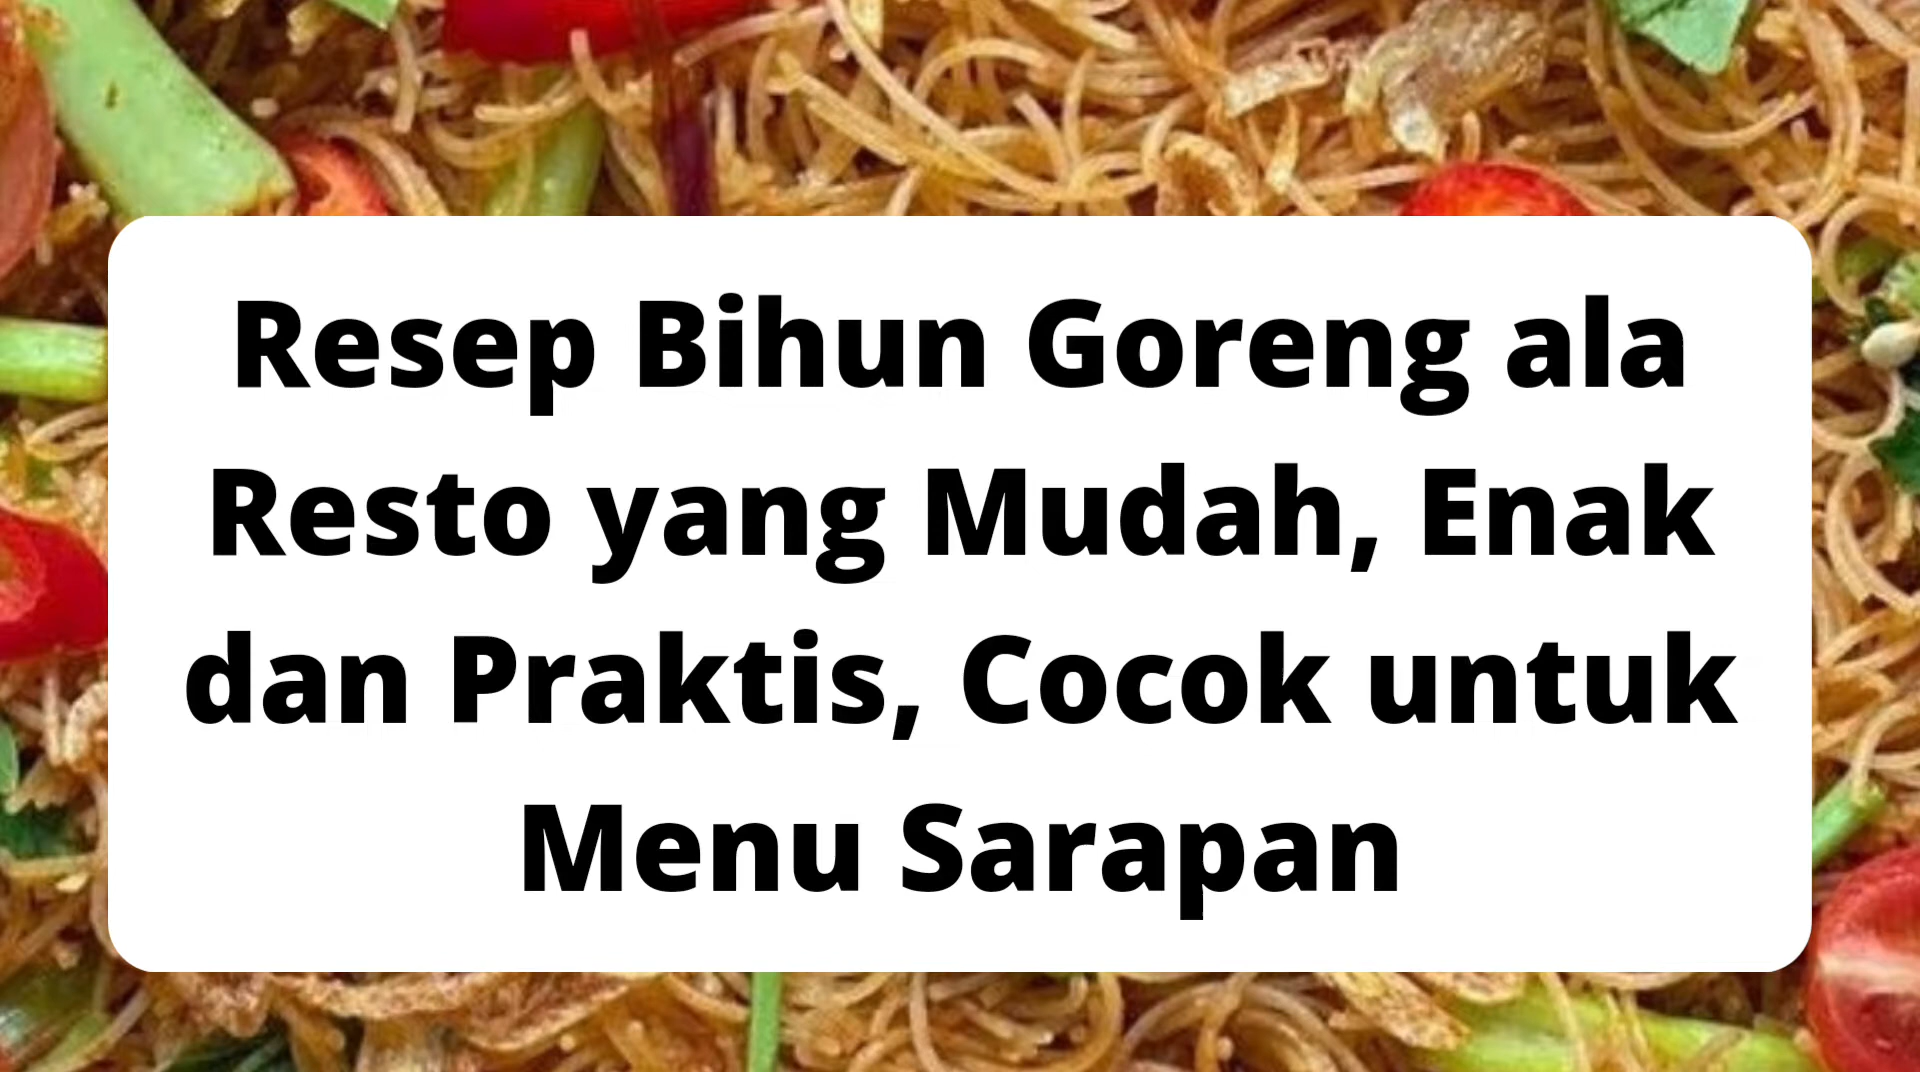 Resep Bihun Goreng ala
Resto yang Mudah, Enak
dan Praktis, Cocok untuk
Menu Sarapan